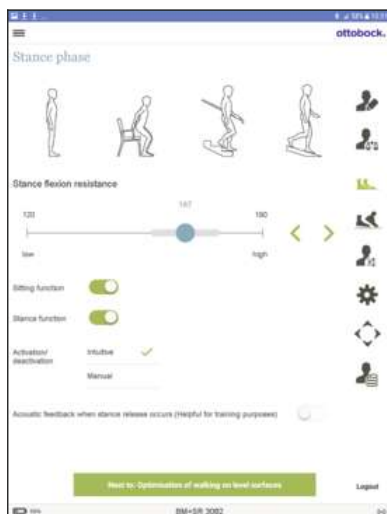 ottobock.
Stance phase
Stance flexion resistance
120
180
low
high
Sitting function
Stance function
Activation/
deactivation
Intuitive
Manual
Acoustic feedback when stance release occurs (Helpful for training purposes)
Next to: Optimisation of walking on level surfaces
Logout